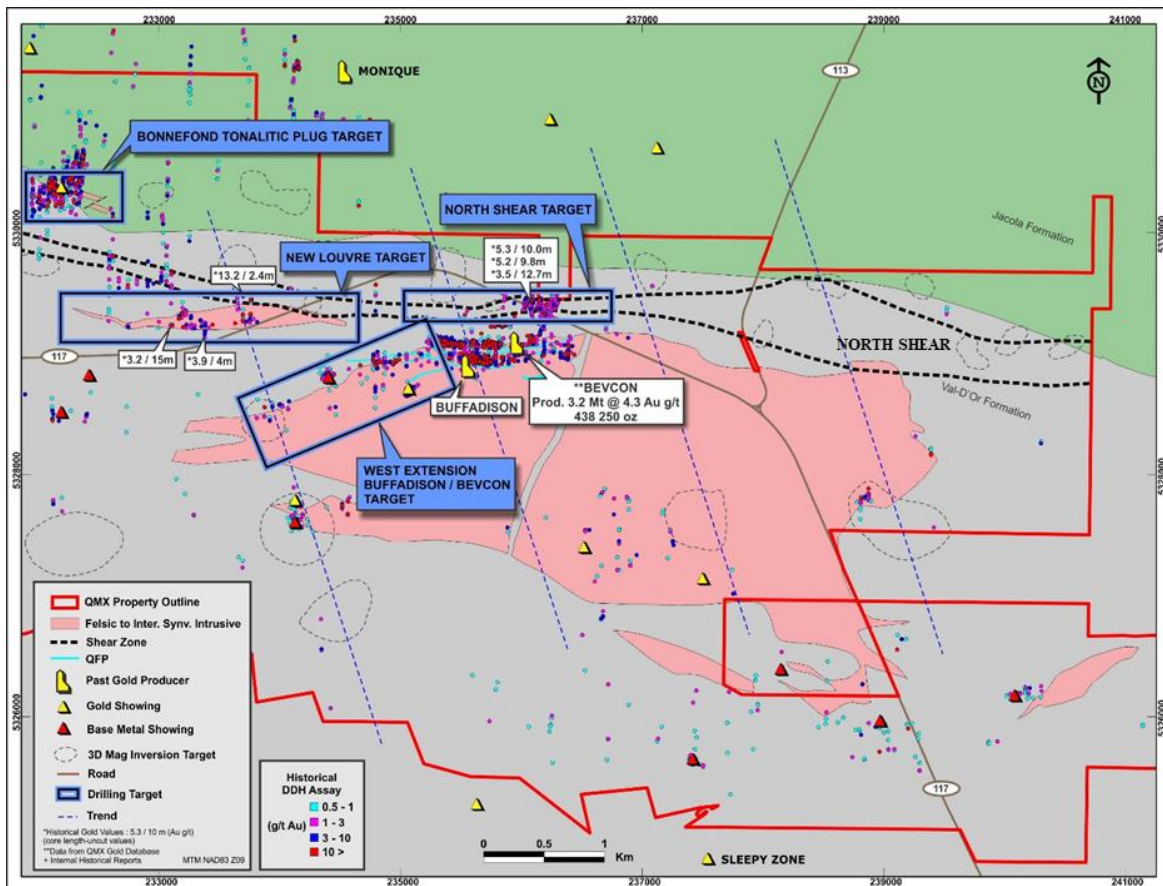 233000
235000
237000
239000
241000
MONIQUE
113
N
BONNEFOND TONALITIC PLUG TARGET
NORTH SHEAR TARGET
Jacola Formation
5330000
5330000
*5.3 / 10.0m
*5.2 / 9.8m
*3.5 / 12.7m
NEW LOUVRE TARGET
*13.2 / 2.4m
NORTH SHEAR
117
*3.2 / 15m
*3.9 / 4m
Val-D'Or Formation
BUFFADISON
**BEVCON
Prod. 3.2 Mt @ 4.3 Au g/t
438 250 oz
WEST EXTENSION
BUFFADISON / BEVCON
TARGET
5328000
5328000
QMX Property Outline
Felsic to Inter. Synv. Intrusive
Shear Zone
QFP
Past Gold Producer
Gold Showing
Base Metal Showing
3D Mag Inversion Target
Road
Drilling Target
Trend
*Historical Gold Values : 5.3 / 10 m (Au g/t)
(core length-uncut values)
**Data from QMX Gold Database
+ Internal Historical Reports
MTM NAD83 Z09
5326000
5326000
Historical
DDH Assay
(g/t Au)
0.5 - 1
1 - 3
3 - 10
10 >
117
0
0.5
1
Km
SLEEPY ZONE
233000
235000
237000
239000
241000